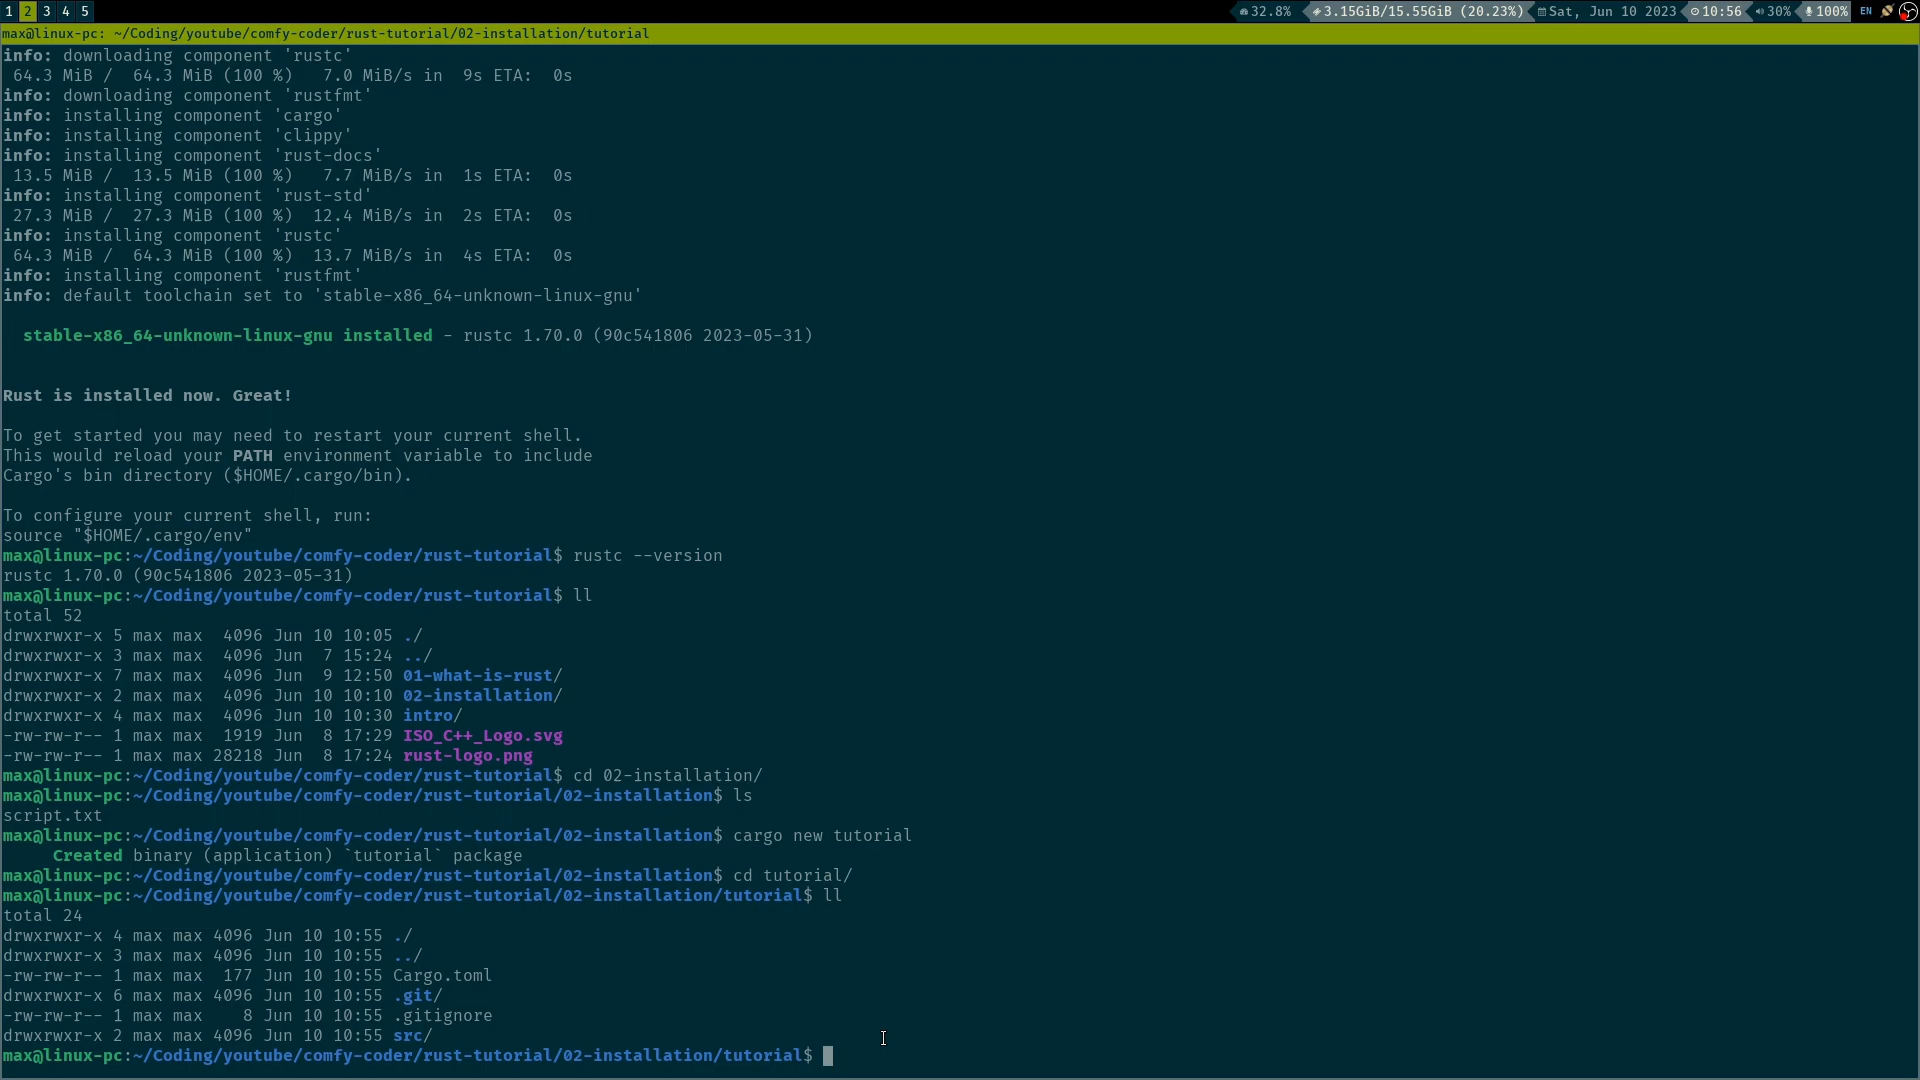 1 2 3 4 5 32.8% 3.15GiB/15.55GiB (20.23%) Sat, Jun 10 2023 10:56 30% 100% EN
max@linux-pc: ~/Coding/youtube/comfy-coder/rust-tutorial/02-installation/tutorial
info: downloading component 'rustc'
64.3 MiB / 64.3 MiB (100 %) 7.0 MiB/s in 9s ETA: 0s
info: downloading component 'rustfmt'
info: installing component 'cargo'
info: installing component 'clippy'
info: installing component 'rust-docs'
13.5 MiB / 13.5 MiB (100 %) 7.7 MiB/s in 1s ETA: 0s
info: installing component 'rust-std'
27.3 MiB / 27.3 MiB (100 %) 12.4 MiB/s in 2s ETA: 0s
info: installing component 'rustc'
64.3 MiB / 64.3 MiB (100 %) 13.7 MiB/s in 4s ETA: 0s
info: installing component 'rustfmt'
info: default toolchain set to 'stable-x86_64-unknown-linux-gnu'
stable-x86_64-unknown-linux-gnu installed - rustc 1.70.0 (90c541806 2023-05-31)
Rust is installed now. Great!
To get started you may need to restart your current shell.
This would reload your PATH environment variable to include
Cargo's bin directory ($HOME/.cargo/bin).
To configure your current shell, run:
source "$HOME/.cargo/env"
max@linux-pc:~/Coding/youtube/comfy-coder/rust-tutorial$ rustc --version
rustc 1.70.0 (90c541806 2023-05-31)
max@linux-pc:~/Coding/youtube/comfy-coder/rust-tutorial$ ll
total 52
drwxrwxr-x 5 max max 4096 Jun 10 10:05 ./
drwxrwxr-x 3 max max 4096 Jun 7 15:24 ../
drwxrwxr-x 7 max max 4096 Jun 9 12:50 01-what-is-rust/
drwxrwxr-x 2 max max 4096 Jun 10 10:10 02-installation/
drwxrwxr-x 4 max max 4096 Jun 10 10:30 intro/
-rw-rw-r-- 1 max max 1919 Jun 8 17:29 ISO_C++_Logo.svg
-rw-rw-r-- 1 max max 28218 Jun 8 17:24 rust-logo.png
max@linux-pc:~/Coding/youtube/comfy-coder/rust-tutorial$ cd 02-installation/
max@linux-pc:~/Coding/youtube/comfy-coder/rust-tutorial/02-installation$ ls
script.txt
max@linux-pc:~/Coding/youtube/comfy-coder/rust-tutorial/02-installation$ cargo new tutorial
Created binary (application) `tutorial` package
max@linux-pc:~/Coding/youtube/comfy-coder/rust-tutorial/02-installation$ cd tutorial/
max@linux-pc:~/Coding/youtube/comfy-coder/rust-tutorial/02-installation/tutorial$ ll
total 24
drwxrwxr-x 4 max max 4096 Jun 10 10:55 ./
drwxrwxr-x 3 max max 4096 Jun 10 10:55 ../
-rw-rw-r-- 1 max max 177 Jun 10 10:55 Cargo.toml
drwxrwxr-x 6 max max 4096 Jun 10 10:55 .git/
-rw-rw-r-- 1 max max 8 Jun 10 10:55 .gitignore
drwxrwxr-x 2 max max 4096 Jun 10 10:55 src/
max@linux-pc:~/Coding/youtube/comfy-coder/rust-tutorial/02-installation/tutorial$